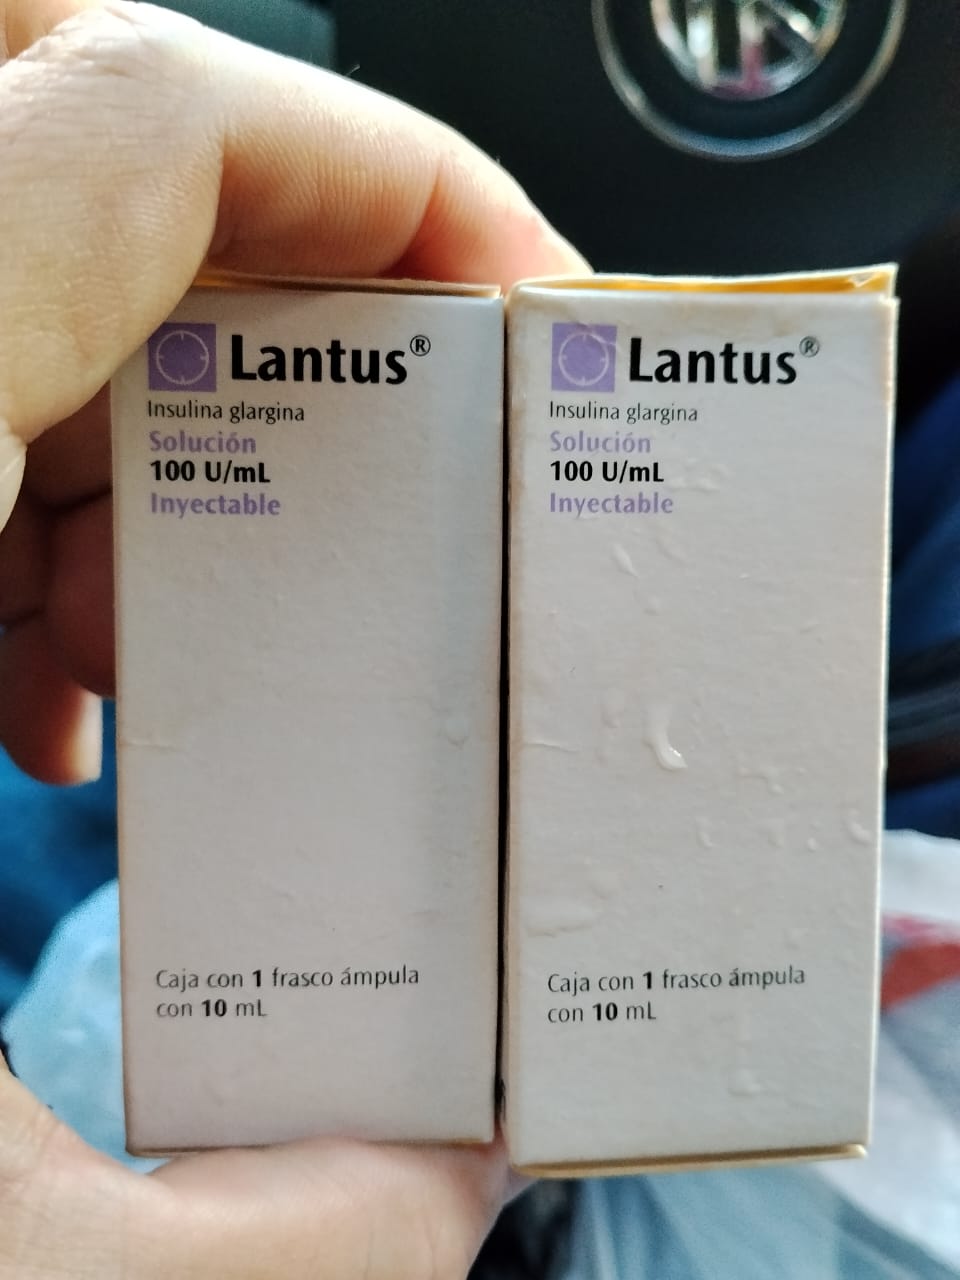 Lantus®
Insulina glargina
Solución
100 U/mL
Inyectable
Caja con 1 frasco ámpula
con 10 mL
Lantus®
Insulina glargina
Solución
100 U/mL
Inyectable
Caja con 1 frasco ámpula
con 10 mL